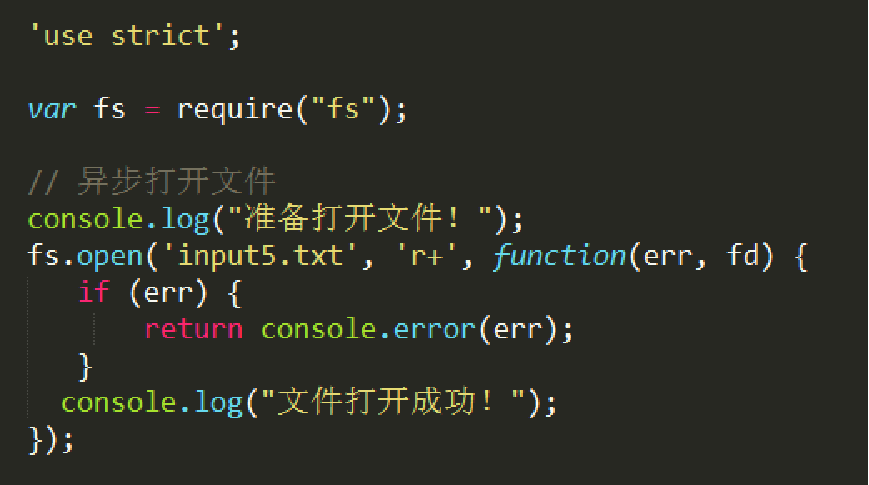 'use strict';
var fs = require("fs");
// 异步打开文件
console.log("准备打开文件！");
fs.open('input5.txt', 'r+', function(err, fd) {
if (err) {
return console.error(err);
}
console.log("文件打开成功！");
});